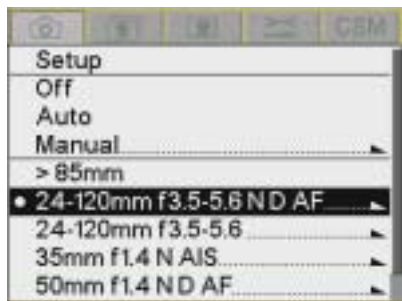 CSM
Setup
Off
Auto
Manual
> 85mm
24-120mm f3.5-5.6 N D AF
24-120mm f3.5-5.6
35mm f1.4 N AIS
50mm f1.4 N D AF